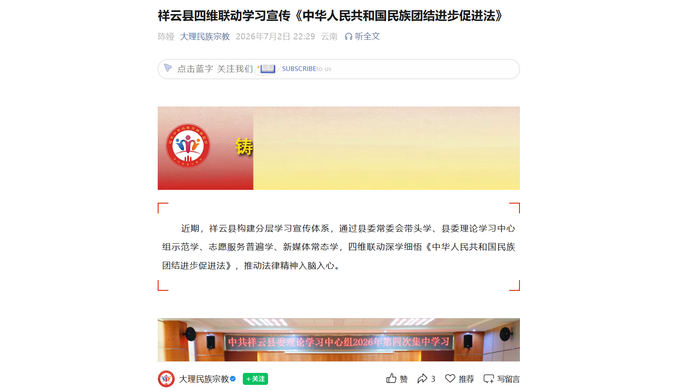 祥云县四维联动学习宣传《中华人民共和国民族团结进步促进法》
陈娅 大理民族宗教 2026年7月2日 22:29 云南 听全文
点击蓝字 关注我们 SUBSCRIBE to us
铸
近期，祥云县构建分层学习宣传体系，通过县委常委会带头学、县委理论学习中心
组示范学、志愿服务普遍学、新媒体常态学，四维联动深学细悟《中华人民共和国民族
团结进步促进法》，推动法律精神入脑入心。
中共祥云县委理论学习中心组2026年第四次集中学习
大理民族宗教 +关注 赞 3 推荐 写留言